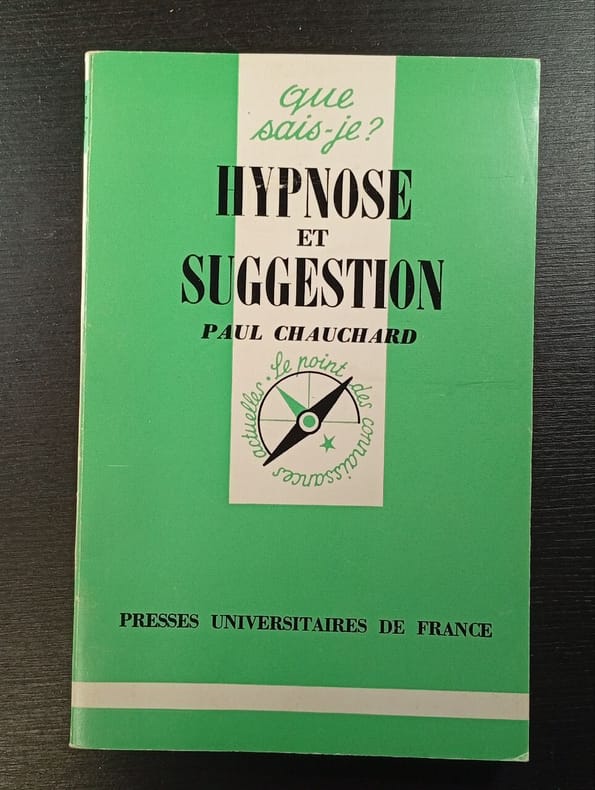 que
sais-je?
HYPNOSE
ET
SUGGESTION
PAUL CHAUCHARD
Le point des connaissances actuelles.
PRESSES UNIVERSITAIRES DE FRANCE